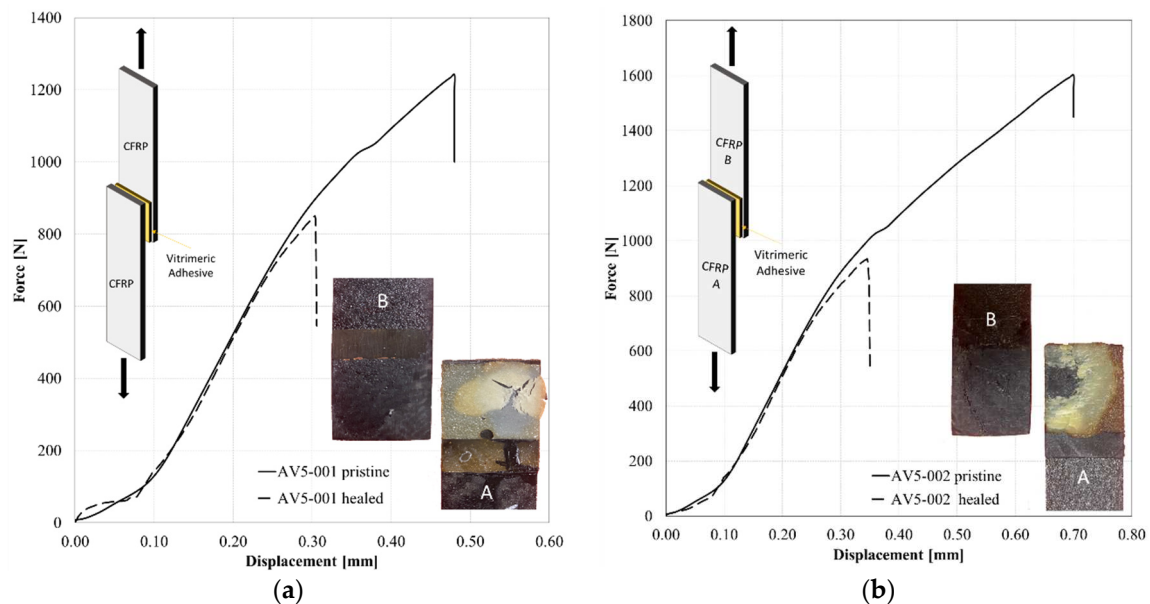 1400
1200
1000
800
600
400
200
0
Force [N]
0.00 0.10 0.20 0.30 0.40 0.50 0.60
Displacement [mm]
CFRP
CFRP
Vitrimeric
Adhesive
B
A
AV5-001 pristine
AV5-001 healed
(a)
1800
1600
1400
1200
1000
800
600
400
200
0
Force [N]
0.00 0.10 0.20 0.30 0.40 0.50 0.60 0.70 0.80
Displacement [mm]
CFRP
B
CFRP
A
Vitrimeric
Adhesive
B
A
AV5-002 pristine
AV5-002 healed
(b)